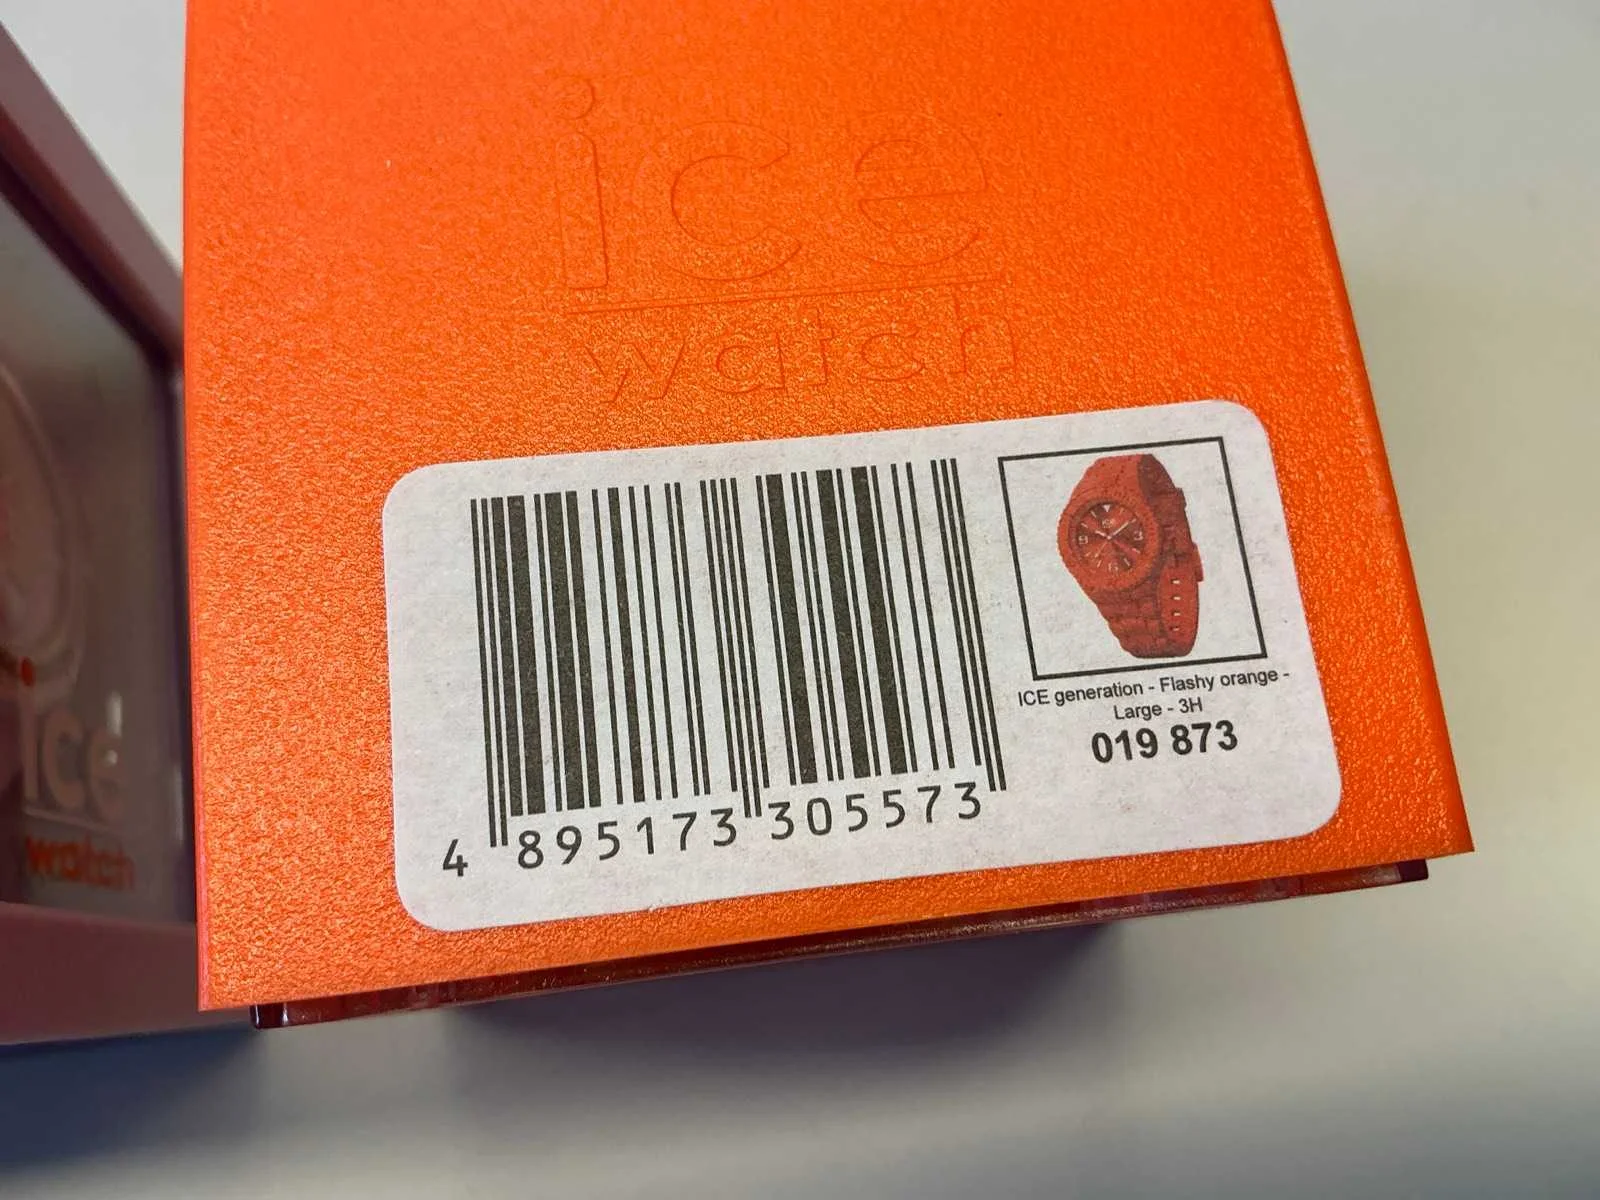 ice
watch
ICE generation - Flashy orange -
Large - 3H
019 873
4 895173 305573
ice
watch